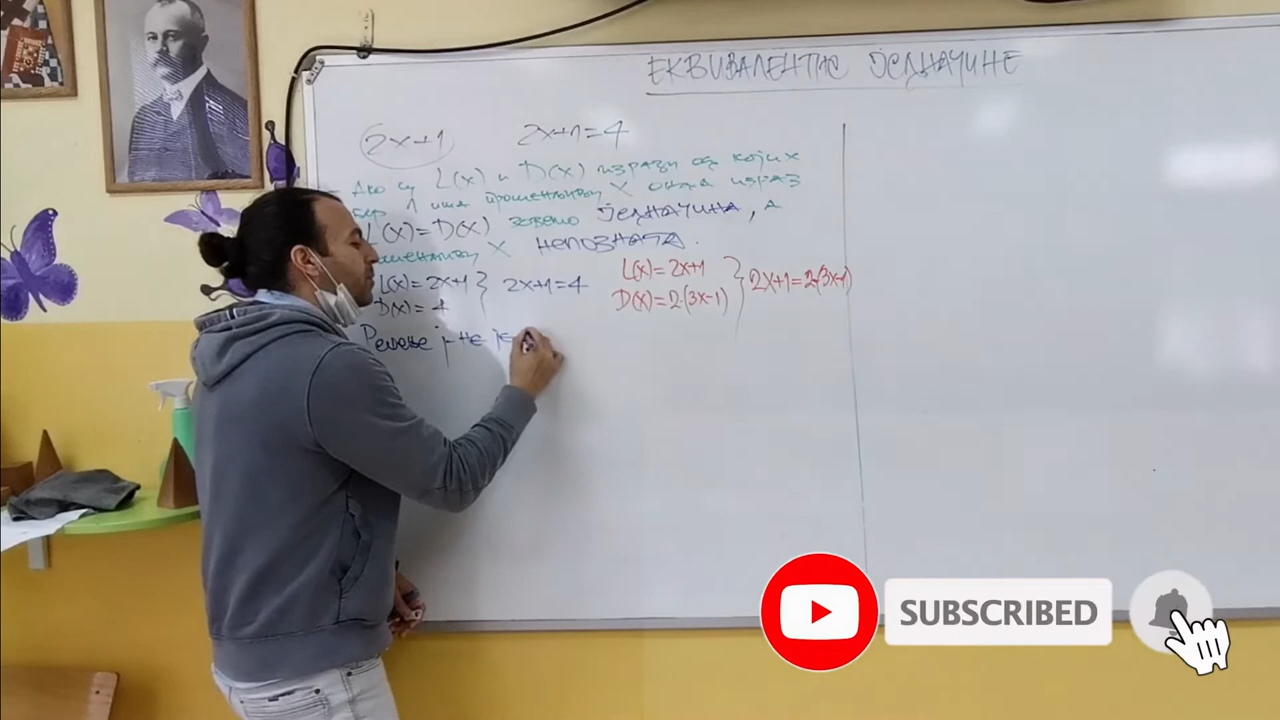 ЕКВИВАЛЕНТНЕ ЈЕДНАЧИНЕ
2x+1 2x+1=4
Ако су L(x) и D(x) изрази од којих
бар 1 има променљиву X онда израз
L(x)=D(x) зовемо ЈЕДНАЧИНА, а
X НЕПОЗНАТА.
L(x)=2x+1 } 2x+1=4
D(x)=4
L(x)=2x+1
D(x)=2·(3x-1) } 2x+1=2·(3x-1)
Решење ј-не је
SUBSCRIBED